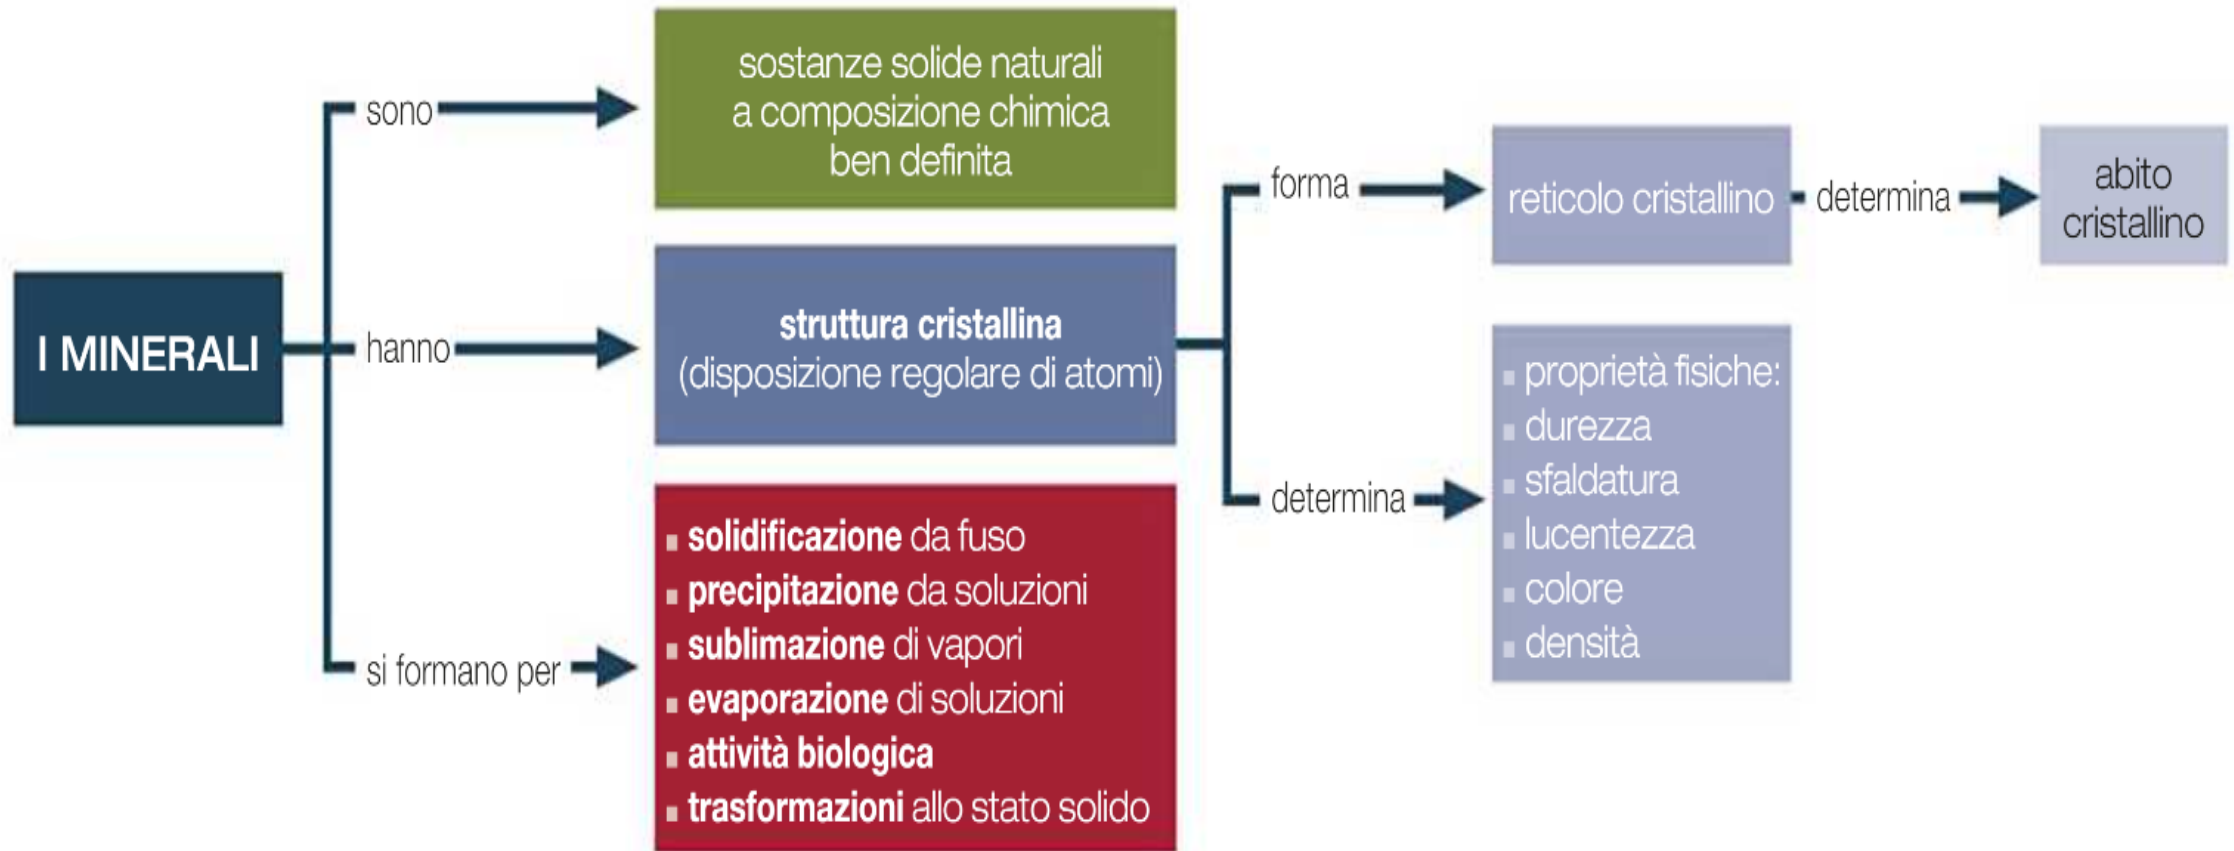 I MINERALI
sono
sostanze solide naturali
a composizione chimica
ben definita
hanno
struttura cristallina
(disposizione regolare di atomi)
forma
reticolo cristallino
determina
abito
cristallino
determina
proprietà fisiche:
durezza
sfaldatura
lucentezza
colore
densità
si formano per
solidificazione da fuso
precipitazione da soluzioni
sublimazione di vapori
evaporazione di soluzioni
attività biologica
trasformazioni allo stato solido